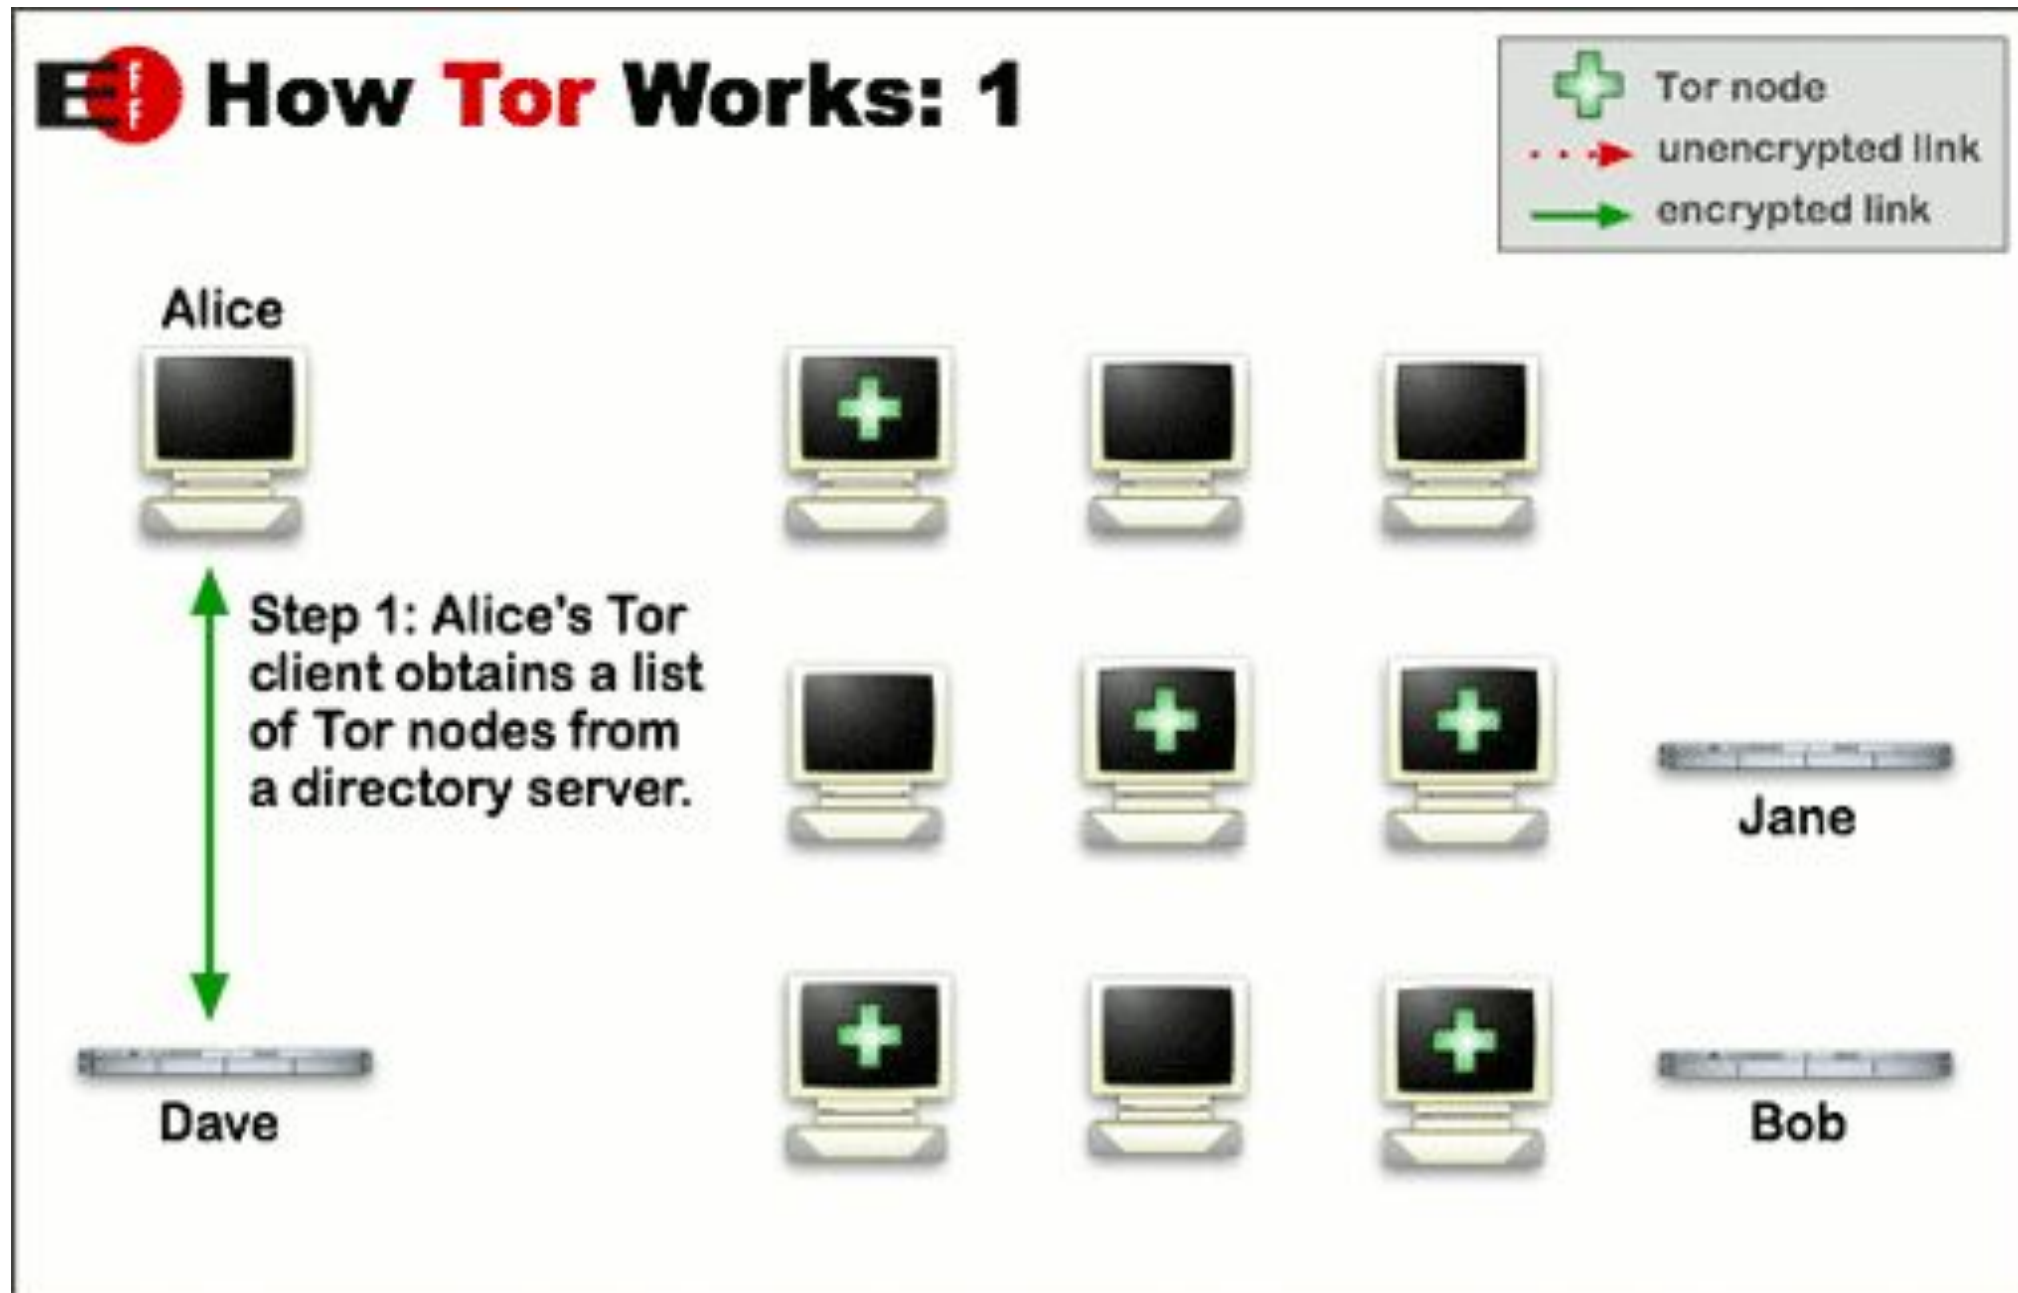 EFF How Tor Works: 1
Tor node
unencrypted link
encrypted link
Alice
Step 1: Alice's Tor
client obtains a list
of Tor nodes from
a directory server.
Jane
Dave
Bob